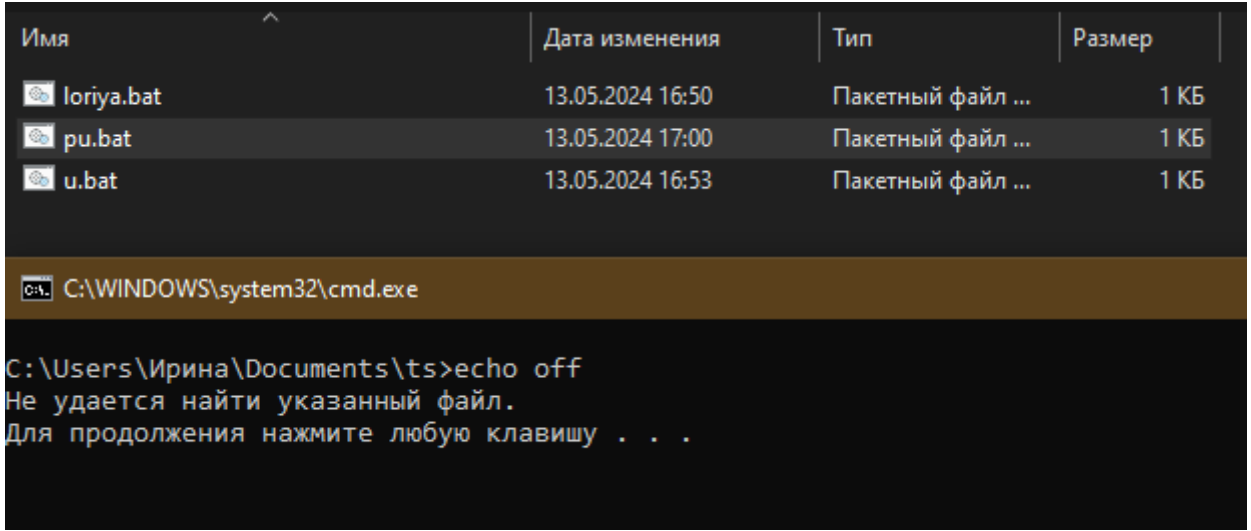 Имя Дата изменения Тип Размер
loriya.bat 13.05.2024 16:50 Пакетный файл ... 1 КБ
pu.bat 13.05.2024 17:00 Пакетный файл ... 1 КБ
u.bat 13.05.2024 16:53 Пакетный файл ... 1 КБ
C:\WINDOWS\system32\cmd.exe
C:\Users\Ирина\Documents\ts>echo off
Не удается найти указанный файл.
Для продолжения нажмите любую клавишу . . .